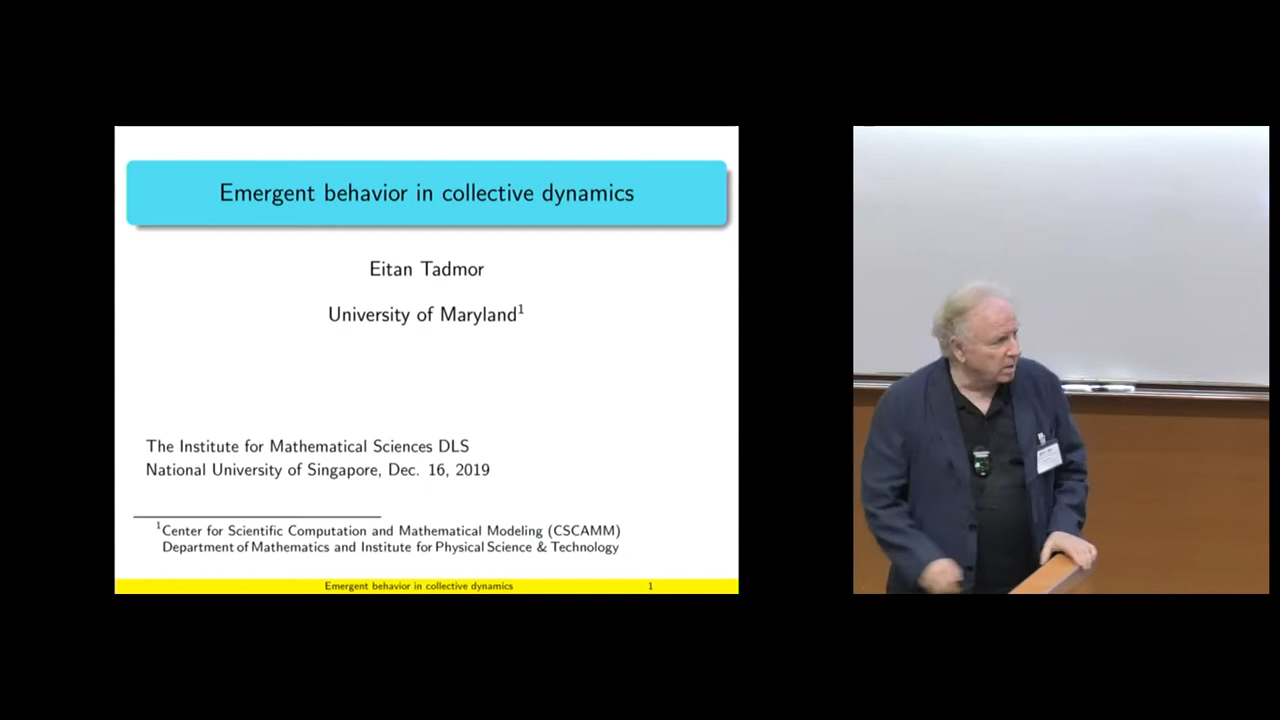 Emergent behavior in collective dynamics
Eitan Tadmor
University of Maryland¹
The Institute for Mathematical Sciences DLS
National University of Singapore, Dec. 16, 2019
¹Center for Scientific Computation and Mathematical Modeling (CSCAMM)
Department of Mathematics and Institute for Physical Science & Technology
Emergent behavior in collective dynamics 1